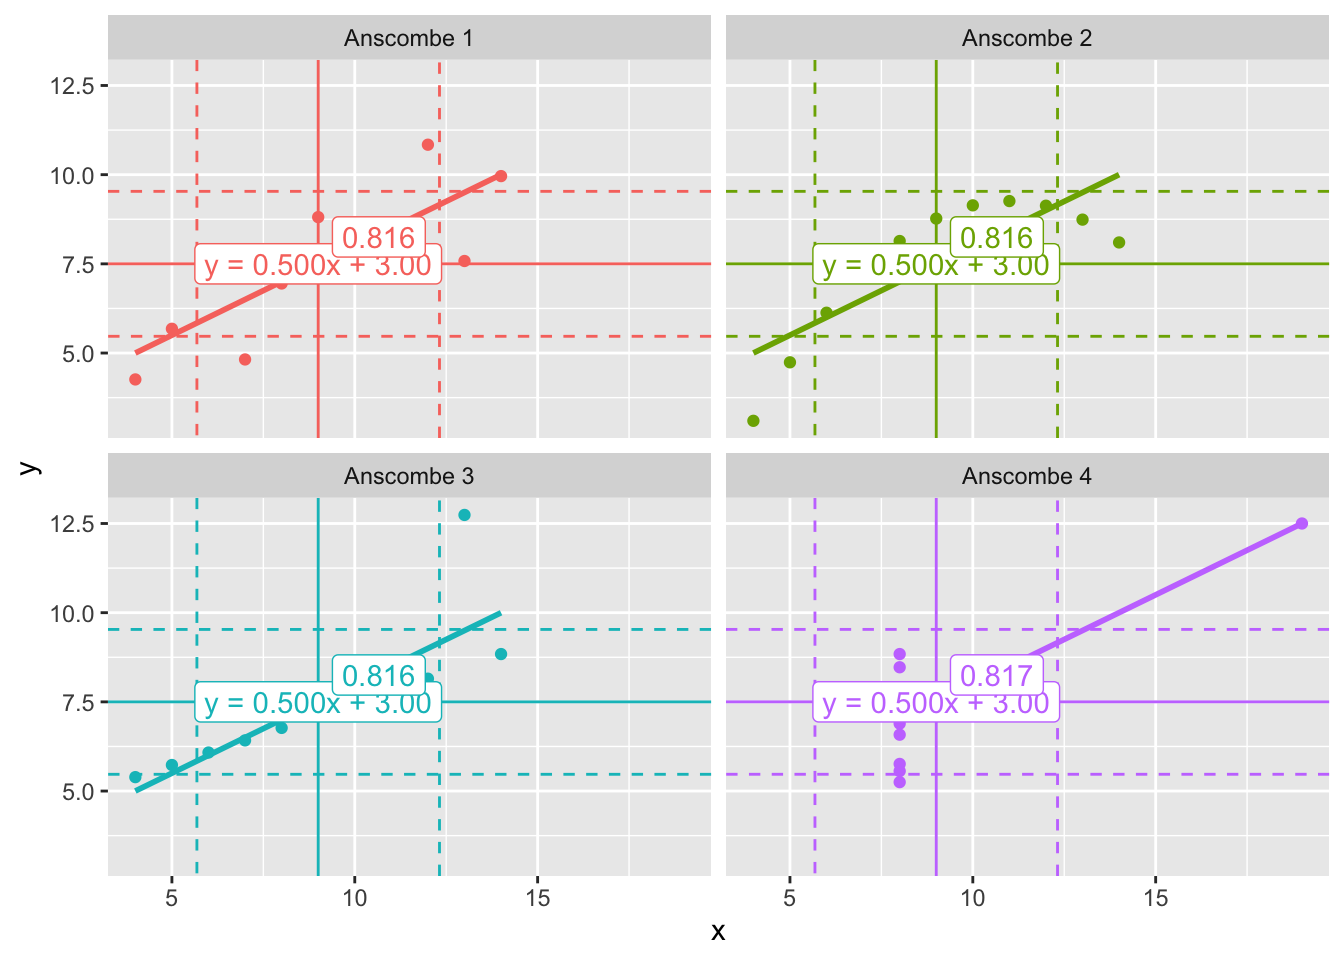 Anscombe 1
Anscombe 2
12.5
10.0
7.5
5.0
0.816
y = 0.500x + 3.00
0.816
y = 0.500x + 3.00
y
Anscombe 3
Anscombe 4
12.5
10.0
7.5
5.0
0.816
y = 0.500x + 3.00
0.817
y = 0.500x + 3.00
5 10 15
5 10 15
x